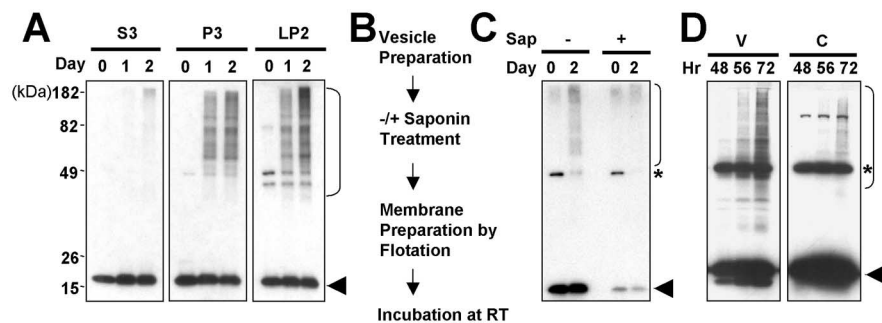 A
S3 P3 LP2
Day 0 1 2 0 1 2 0 1 2
(kDa) 182
82
49
26
15
B
Vesicle
Preparation
-/+ Saponin
Treatment
Membrane
Preparation by
Flotation
Incubation at RT
C
Sap - +
Day 0 2 0 2
*
D
V C
Hr 48 56 72 48 56 72
*